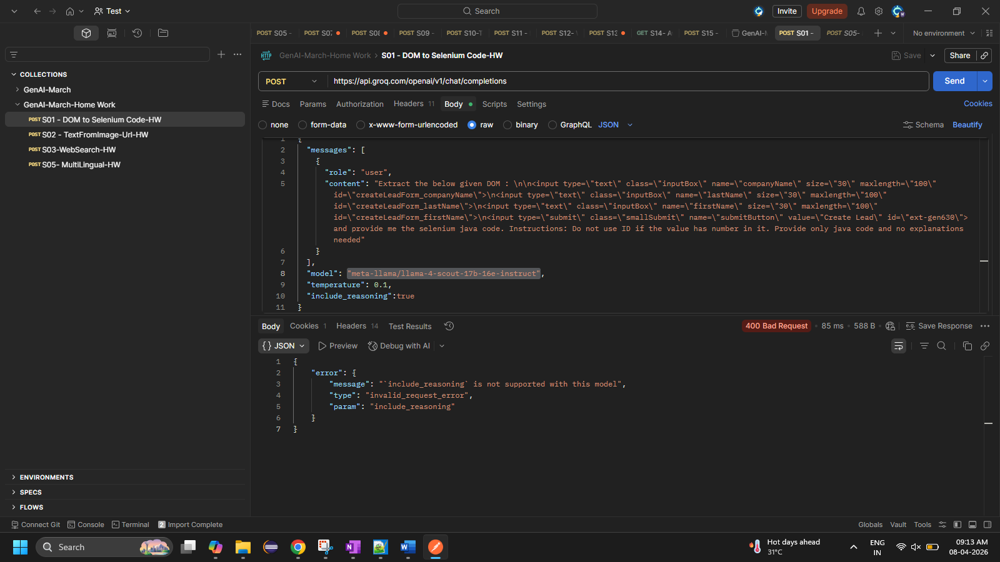 Test
Search
Invite
Upgrade
POST S05 -
POST S07
POST S08
POST S09 -
POST S10-T
POST S11 -
POST S12-
POST S13
GET S14- A
POST S15 -
GenAI-M
POST S01 -
POST S05-
No environment
COLLECTIONS
GenAI-March
GenAI-March-Home Work
POST S01 - DOM to Selenium Code-HW
POST S02 - TextFromImage-Url-HW
POST S03-WebSearch-HW
POST S05- MultiLingual-HW
ENVIRONMENTS
SPECS
FLOWS
HTTP GenAI-March-Home Work > S01 - DOM to Selenium Code-HW
Save
Share
POST https://api.groq.com/openai/v1/chat/completions
Send
Docs Params Authorization Headers 11 Body Scripts Settings
Cookies
none form-data x-www-form-urlencoded raw binary GraphQL JSON
Schema Beautify
1 {
2 "messages": [
3 {
4 "role": "user",
5 "content": "Extract the below given DOM : \n\n<input type=\"text\" class=\"inputBox\" name=\"companyName\" size=\"30\" maxlength=\"100\"
id=\"createLeadForm_companyName\">\n<input type=\"text\" class=\"inputBox\" name=\"lastName\" size=\"30\" maxlength=\"100\"
id=\"createLeadForm_lastName\">\n<input type=\"text\" class=\"inputBox\" name=\"firstName\" size=\"30\" maxlength=\"100\"
id=\"createLeadForm_firstName\">\n<input type=\"submit\" class=\"smallSubmit\" name=\"submitButton\" value=\"Create Lead\" id=\"ext-gen630\">
and provide me the selenium java code. Instructions: Do not use ID if the value has number in it. Provide only java code and no explanations
needed"
6 }
7 ],
8 "model": "meta-llama/llama-4-scout-17b-16e-instruct",
9 "temperature": 0.1,
10 "include_reasoning":true
11 }
Body Cookies 1 Headers 14 Test Results
400 Bad Request • 85 ms • 588 B • e.g. Save Response
{} JSON Preview Debug with AI
1 {
2 "error": {
3 "message": "`include_reasoning` is not supported with this model",
4 "type": "invalid_request_error",
5 "param": "include_reasoning"
6 }
7 }
Connect Git Console Terminal 2 Import Complete
Globals Vault Tools
Search
Hot days ahead
31°C
ENG
IN
09:13 AM
08-04-2026